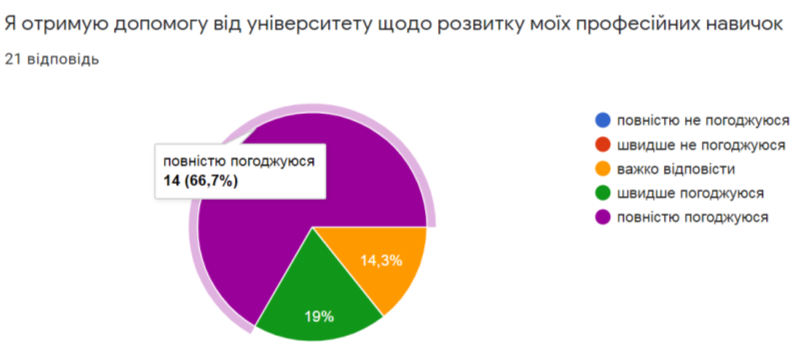 Я отримую допомогу від університету щодо розвитку моїх професійних навичок
21 відповідь
повністю погоджуюся
14 (66,7%)
14,3%
19%
повністю не погоджуюся
швидше не погоджуюся
важко відповісти
швидше погоджуюся
повністю погоджуюся